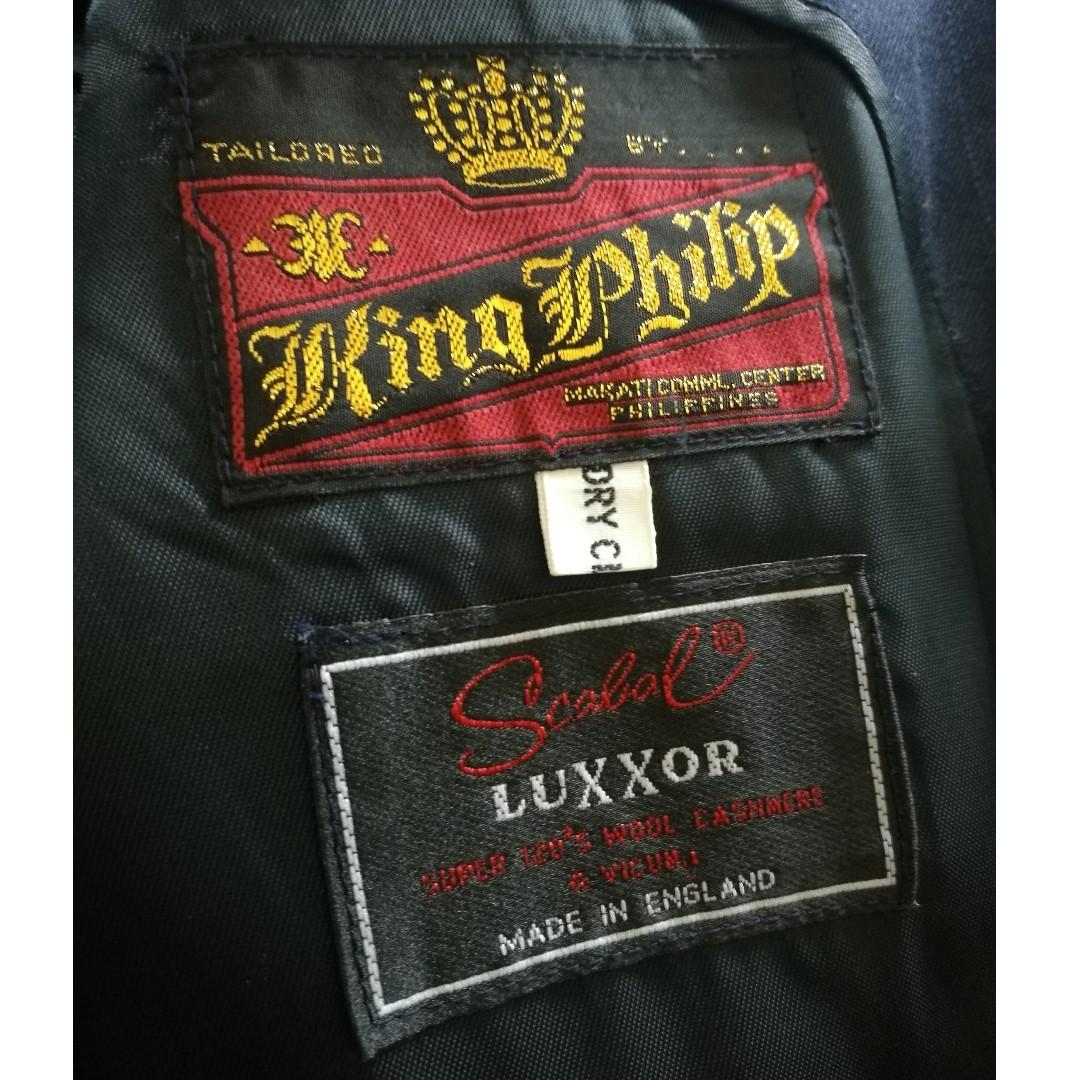 TAILORED BY....
King Philip
MAKATI COMML. CENTER
PHILIPPINES
DRY
Scabal®
LUXXOR
SUPER 120'S WOOL CASHMERE
& VICUNA
MADE IN ENGLAND